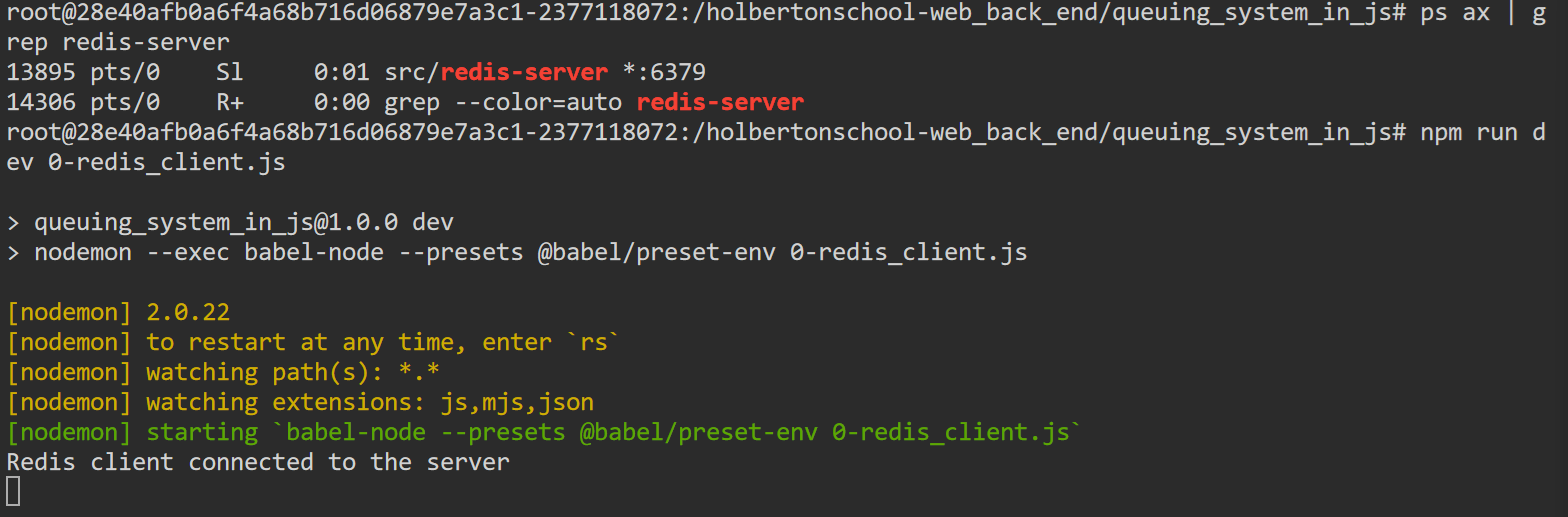 root@28e40afb0a6f4a68b716d06879e7a3c1-2377118072:/holbertonschool-web_back_end/queuing_system_in_js# ps ax | g
rep redis-server
13895 pts/0    Sl     0:01 src/redis-server *:6379
14306 pts/0    R+     0:00 grep --color=auto redis-server
root@28e40afb0a6f4a68b716d06879e7a3c1-2377118072:/holbertonschool-web_back_end/queuing_system_in_js# npm run d
ev 0-redis_client.js
> queuing_system_in_js@1.0.0 dev
> nodemon --exec babel-node --presets @babel/preset-env 0-redis_client.js
[nodemon] 2.0.22
[nodemon] to restart at any time, enter `rs`
[nodemon] watching path(s): *.*
[nodemon] watching extensions: js,mjs,json
[nodemon] starting `babel-node --presets @babel/preset-env 0-redis_client.js`
Redis client connected to the server